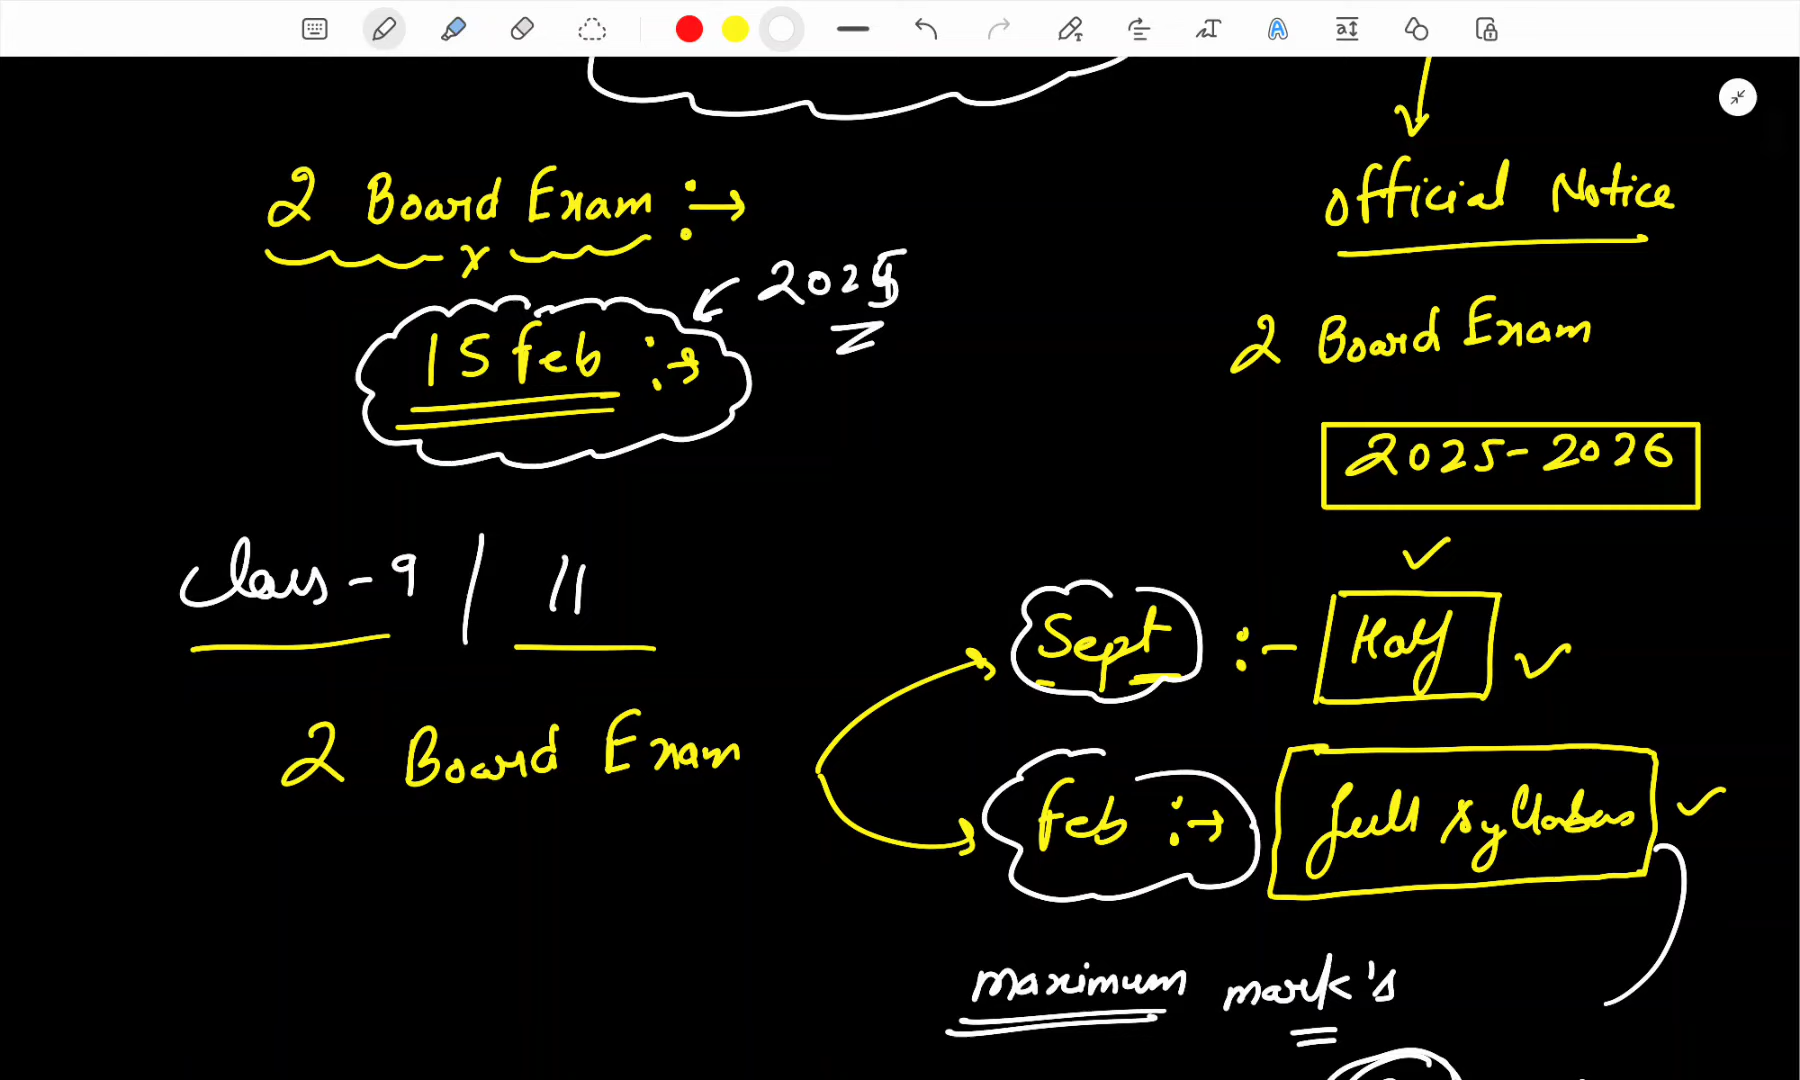 2 Board Exam :→
x
2025
15 feb :→
Class - 9 / 11
2 Board Exam
official Notice
2 Board Exam
2025-2026
Sept :- Half
feb :→ full syllabus
maximum mark's